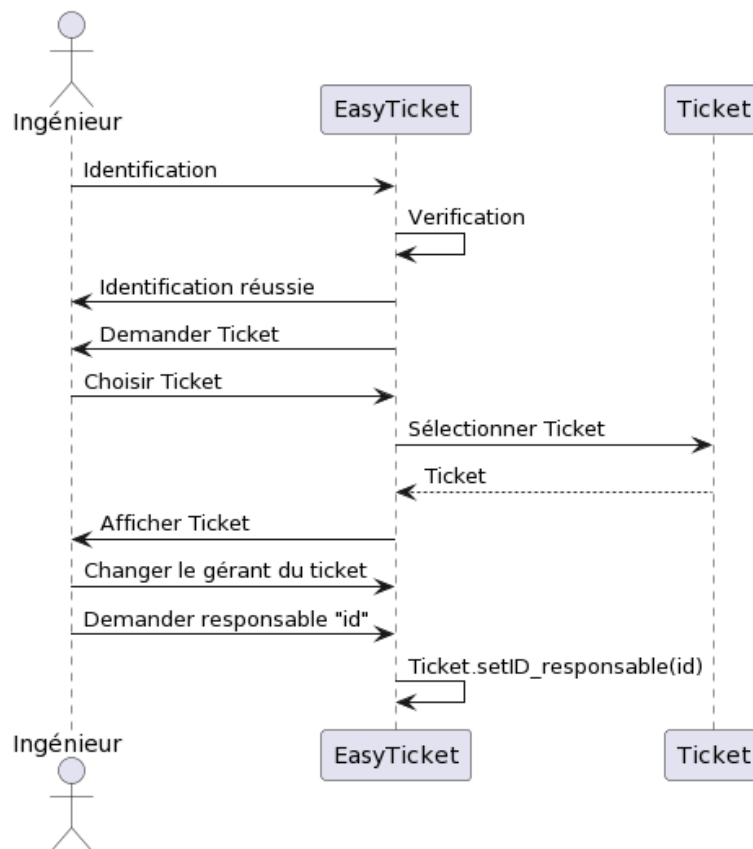 Ingénieur
EasyTicket
Ticket
Identification
Verification
Identification réussie
Demander Ticket
Choisir Ticket
Sélectionner Ticket
Ticket
Afficher Ticket
Changer le gérant du ticket
Demander responsable "id"
Ticket.setID_responsable(id)
Ingénieur
EasyTicket
Ticket